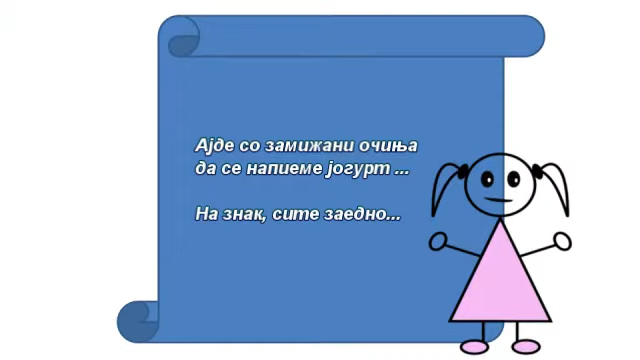 Ајде со замижани очиња
да се напиеме јогурт ...
На знак, сите заедно...